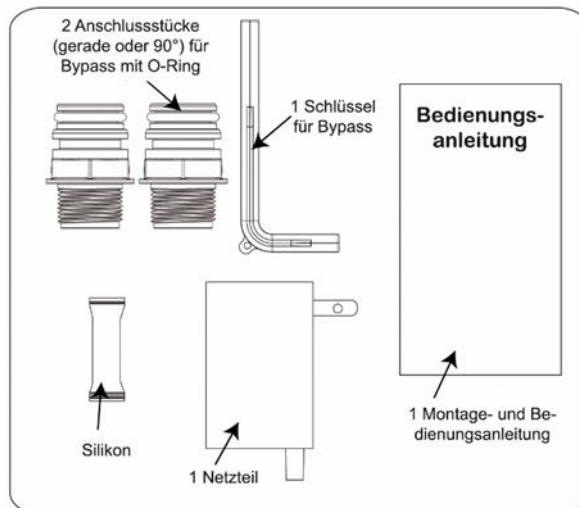 2 Anschlussstücke
(gerade oder 90°) für
Bypass mit O-Ring
1 Schlüssel
für Bypass
Bedienungs-
anleitung
Silikon
1 Netzteil
1 Montage- und Be-
dienungsanleitung